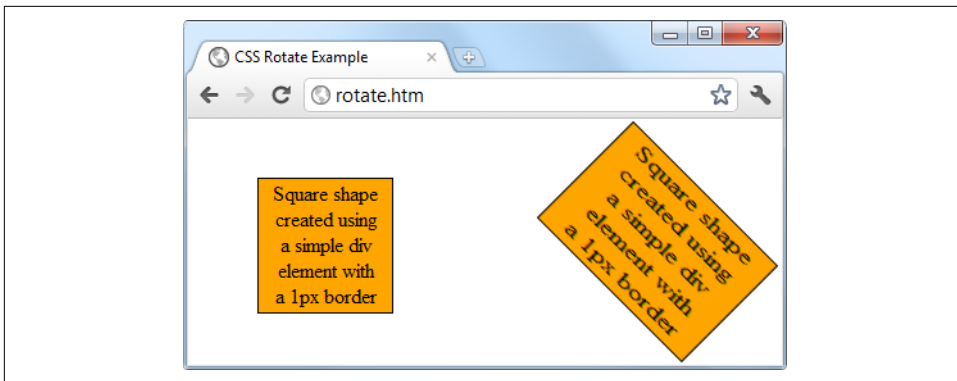 CSS Rotate Example
rotate.htm
Square shape
created using
a simple div
element with
a 1px border
Square shape
created using
a simple div
element with
a 1px border